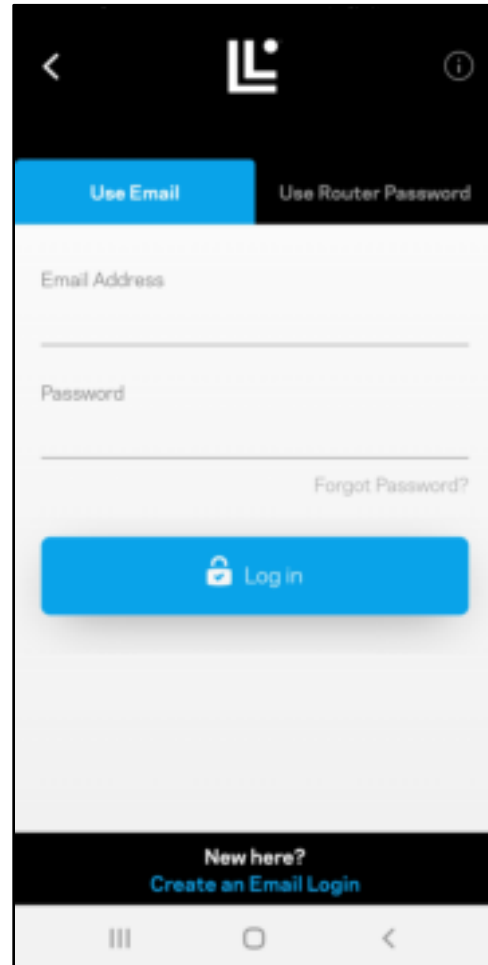 Use Email
Use Router Password
Email Address
Password
Forgot Password?
Log in
New here?
Create an Email Login